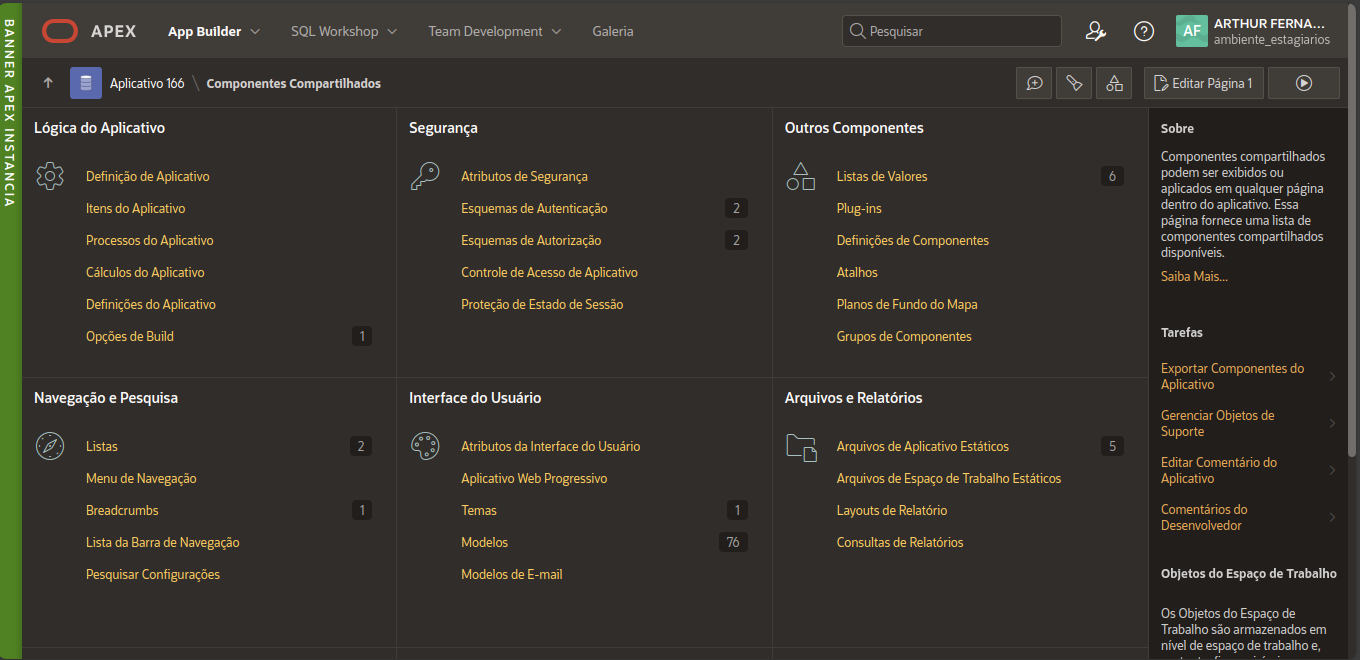 BANNER APEX INSTANCIA
APEX
App Builder
SQL Workshop
Team Development
Galeria
Pesquisar
AF
ARTHUR FERNA...
ambiente_estagiarios
Aplicativo 166 \ Componentes Compartilhados
Editar Página 1
Lógica do Aplicativo
Definição de Aplicativo
Itens do Aplicativo
Processos do Aplicativo
Cálculos do Aplicativo
Definições do Aplicativo
Opções de Build 1
Segurança
Atributos de Segurança
Esquemas de Autenticação 2
Esquemas de Autorização 2
Controle de Acesso de Aplicativo
Proteção de Estado de Sessão
Outros Componentes
Listas de Valores 6
Plug-ins
Definições de Componentes
Atalhos
Planos de Fundo do Mapa
Grupos de Componentes
Navegação e Pesquisa
Listas 2
Menu de Navegação
Breadcrumbs 1
Lista da Barra de Navegação
Pesquisar Configurações
Interface do Usuário
Atributos da Interface do Usuário
Aplicativo Web Progressivo
Temas 1
Modelos 76
Modelos de E-mail
Arquivos e Relatórios
Arquivos de Aplicativo Estáticos 5
Arquivos de Espaço de Trabalho Estáticos
Layouts de Relatório
Consultas de Relatórios
Sobre
Componentes compartilhados
podem ser exibidos ou
aplicados em qualquer página
dentro do aplicativo. Essa
página fornece uma lista de
componentes compartilhados
disponíveis.
Saiba Mais...
Tarefas
Exportar Componentes do
Aplicativo
Gerenciar Objetos de
Suporte
Editar Comentário do
Aplicativo
Comentários do
Desenvolvedor
Objetos do Espaço de Trabalho
Os Objetos do Espaço de
Trabalho são armazenados em
nível de espaço de trabalho e,